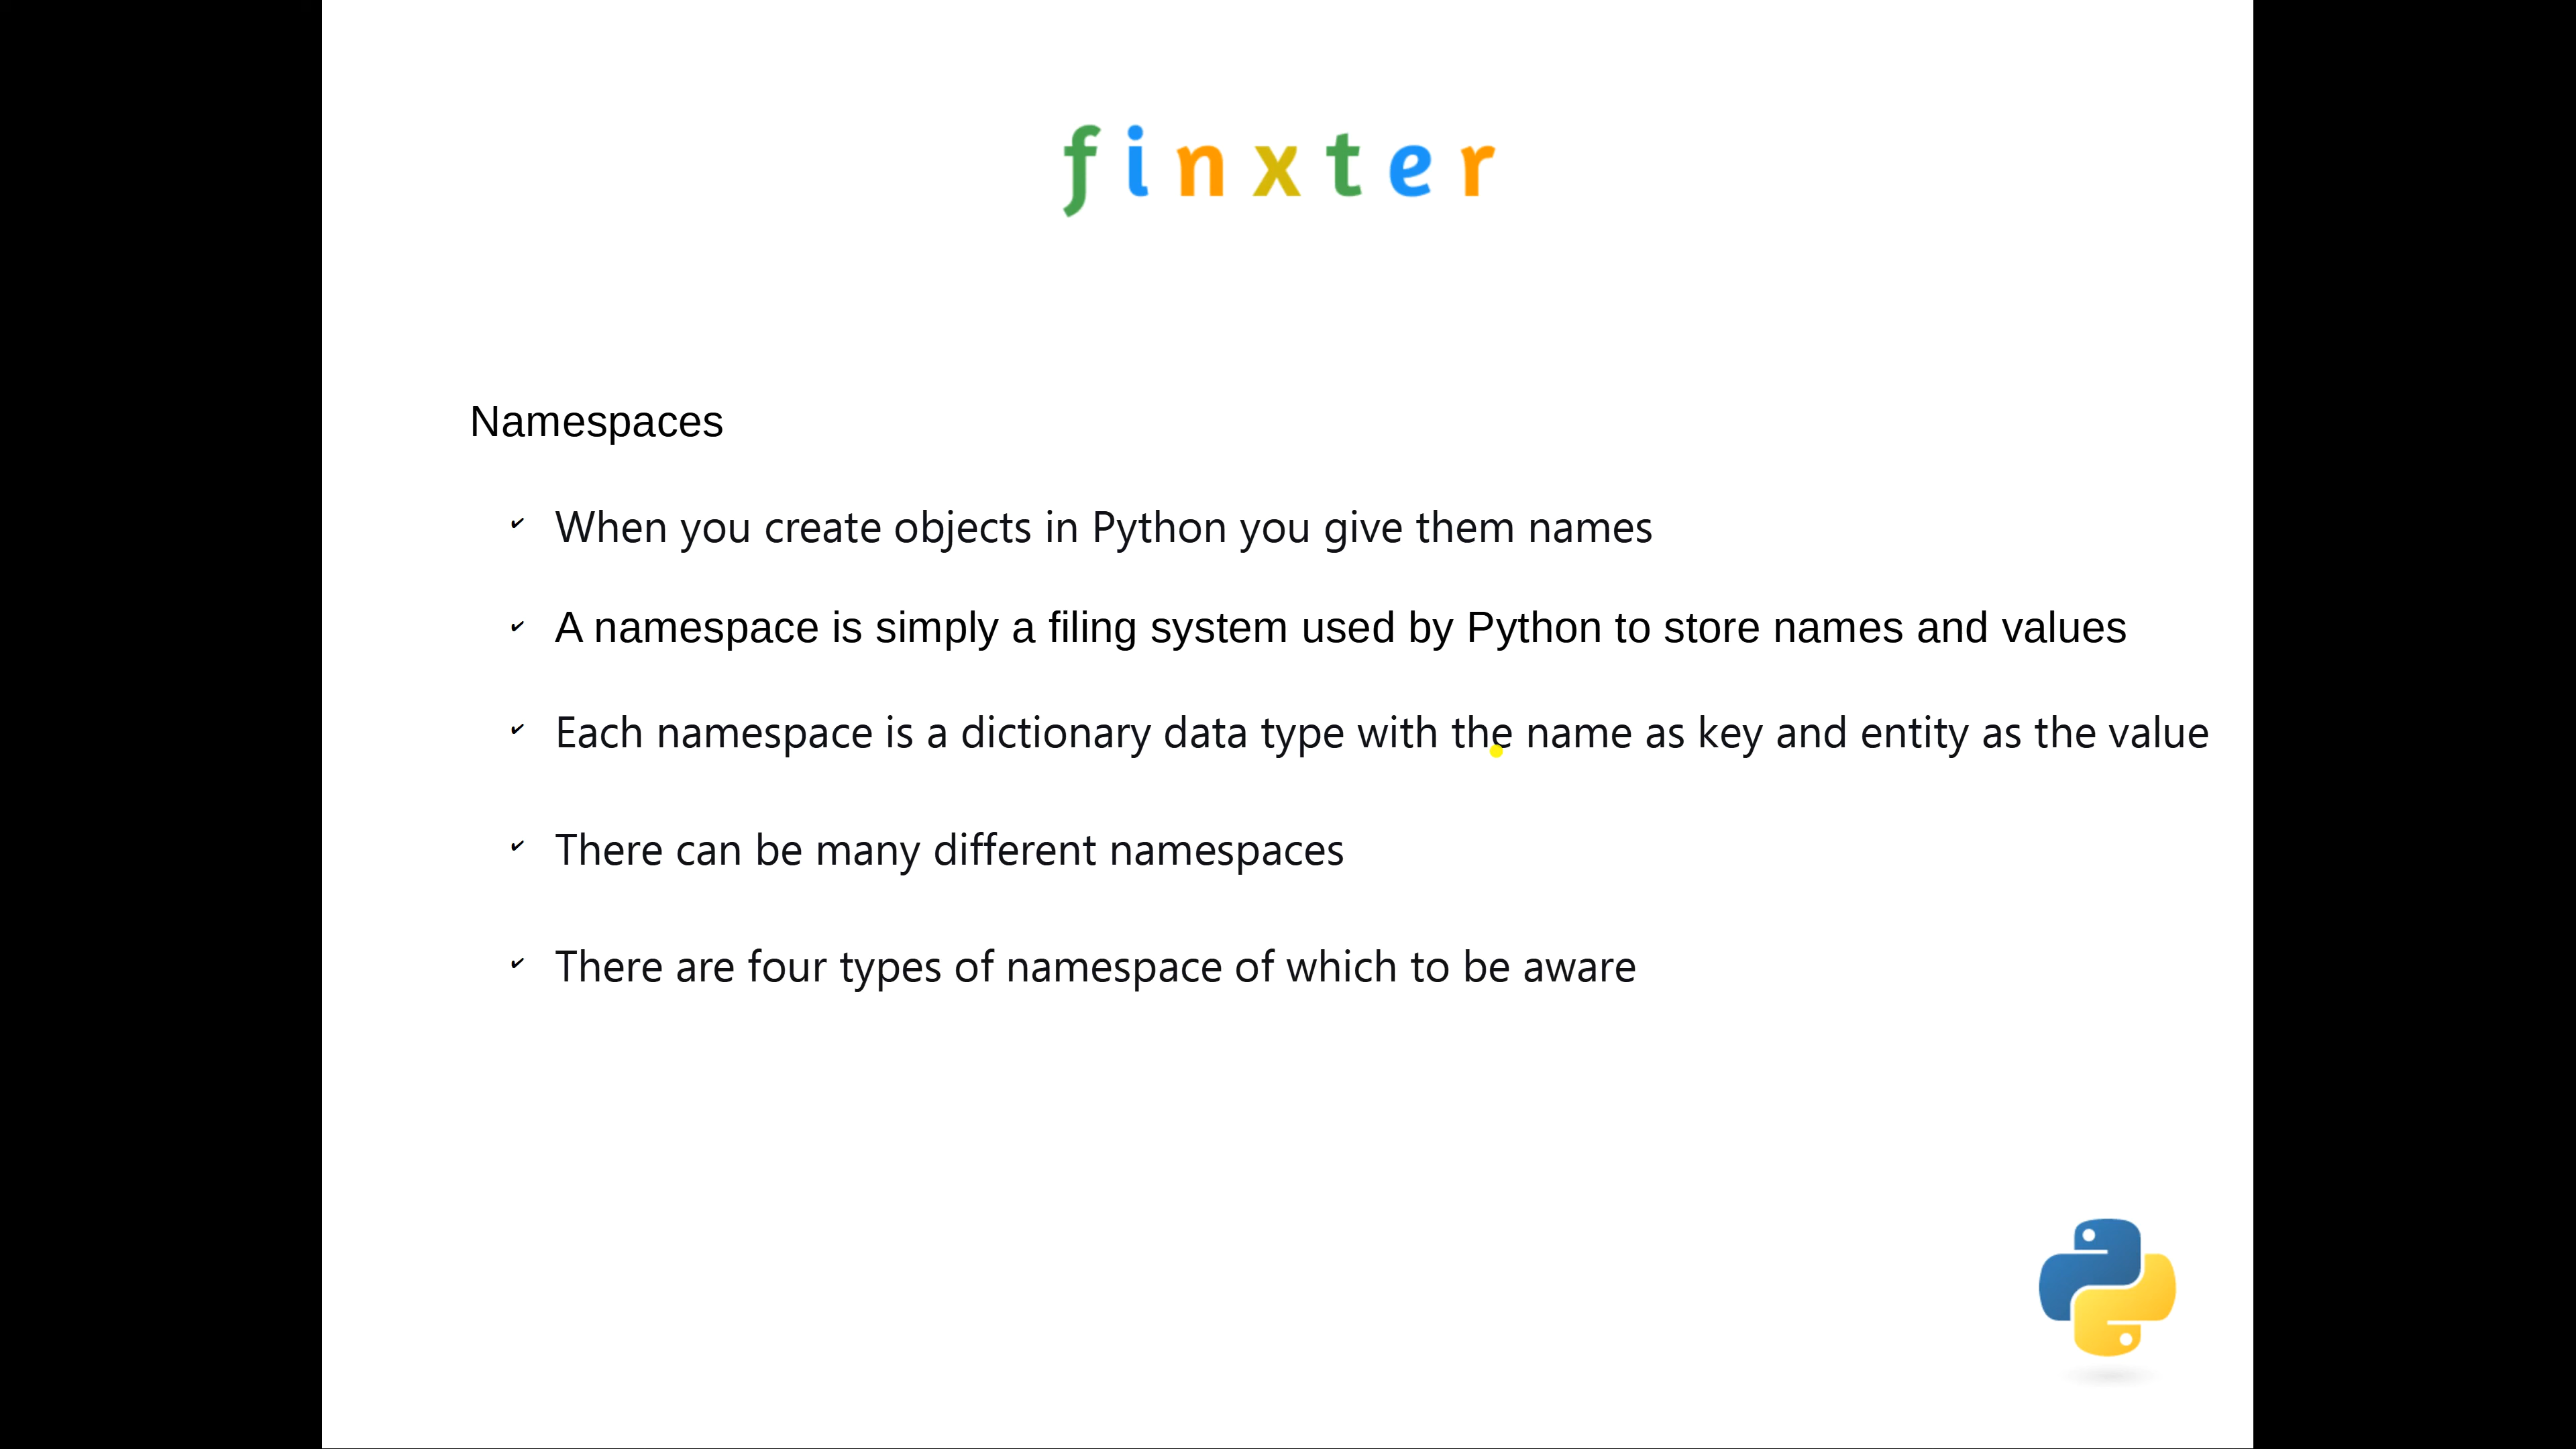 finxter
Namespaces
✔ When you create objects in Python you give them names
✔ A namespace is simply a filing system used by Python to store names and values
✔ Each namespace is a dictionary data type with the name as key and entity as the value
✔ There can be many different namespaces
✔ There are four types of namespace of which to be aware